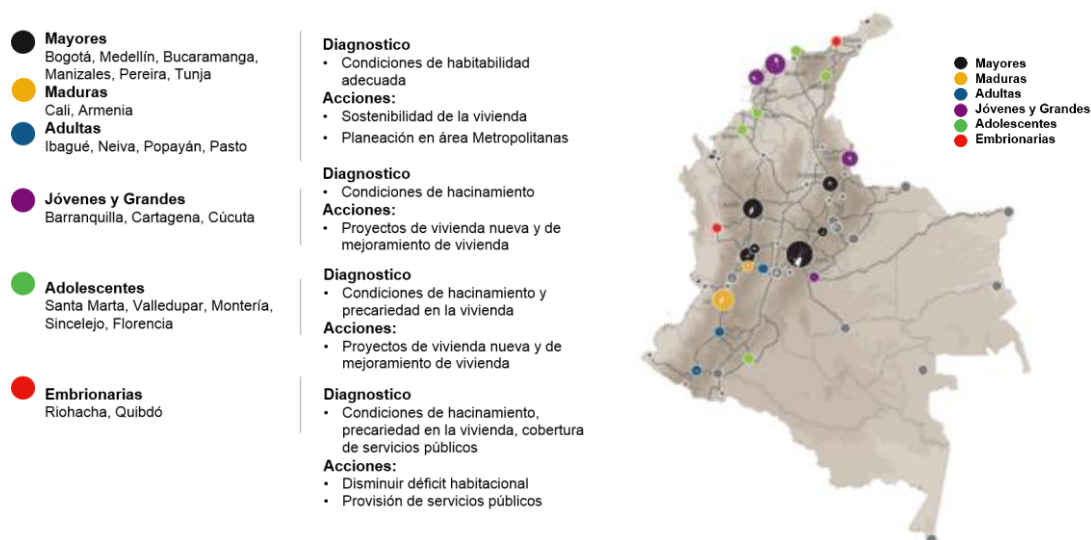 Mayores
Bogotá, Medellín, Bucaramanga,
Manizales, Pereira, Tunja
Maduras
Cali, Armenia
Adultas
Ibagué, Neiva, Popayán, Pasto
Diagnostico
• Condiciones de habitabilidad
adecuada
Acciones:
• Sostenibilidad de la vivienda
• Planeación en área Metropolitanas
Jóvenes y Grandes
Barranquilla, Cartagena, Cúcuta
Diagnostico
• Condiciones de hacinamiento
Acciones:
• Proyectos de vivienda nueva y de
mejoramiento de vivienda
Adolescentes
Santa Marta, Valledupar, Montería,
Sincelejo, Florencia
Diagnostico
• Condiciones de hacinamiento y
precariedad en la vivienda
Acciones:
• Proyectos de vivienda nueva y de
mejoramiento de vivienda
Embrionarias
Riohacha, Quibdó
Diagnostico
• Condiciones de hacinamiento,
precariedad en la vivienda, cobertura
de servicios públicos
Acciones:
• Disminuir déficit habitacional
• Provisión de servicios públicos
Mayores
Maduras
Adultas
Jóvenes y Grandes
Adolescentes
Embrionarias